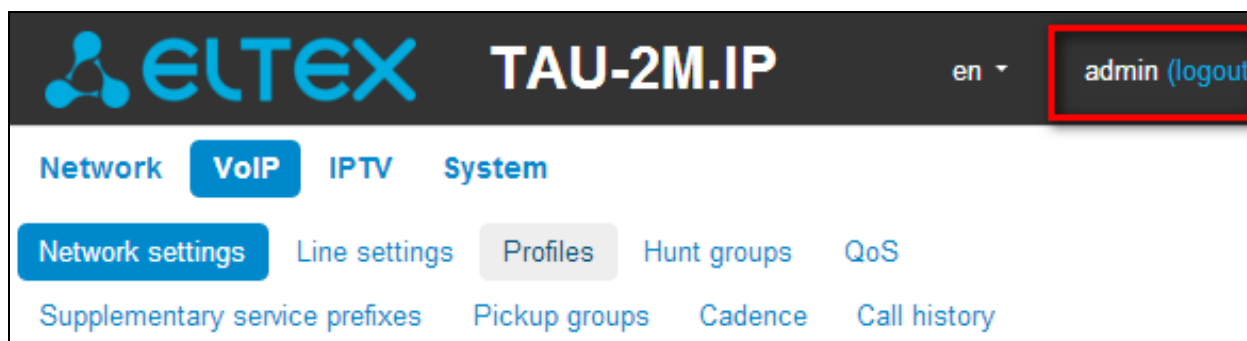 ELTEX TAU-2M.IP en admin (logout
Network VoIP IPTV System
Network settings Line settings Profiles Hunt groups QoS
Supplementary service prefixes Pickup groups Cadence Call history